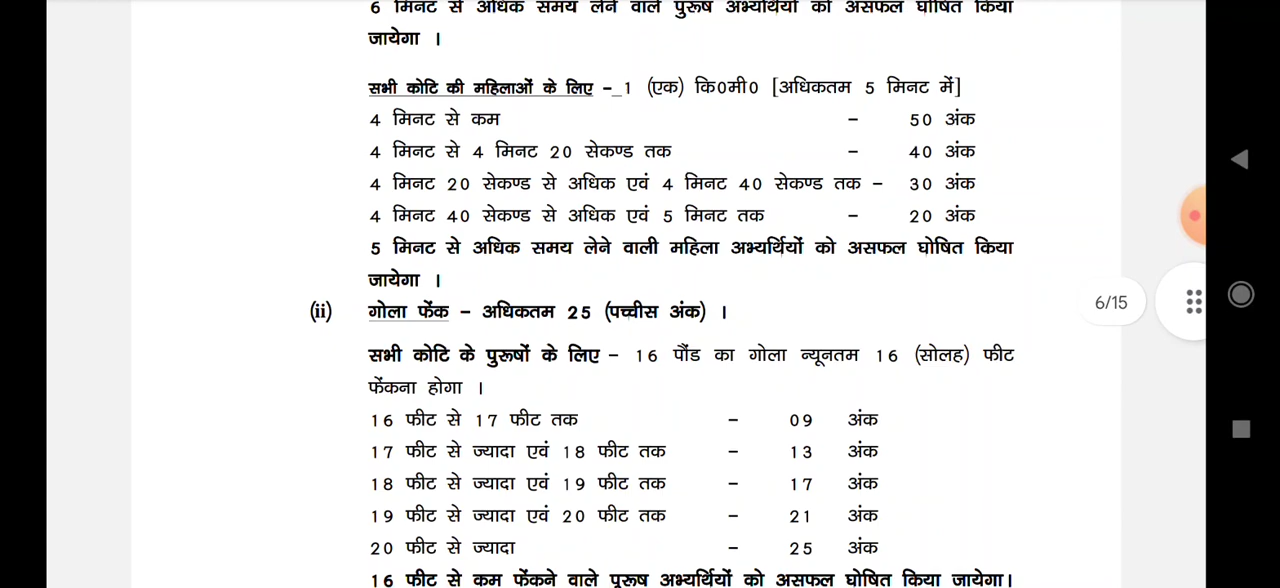 6 मिनट से अधिक समय लेने वाले पुरूष अभ्यर्थियों को असफल घोषित किया
जायेगा ।
सभी कोटि की महिलाओं के लिए - 1 (एक) कि0मी0 [अधिकतम 5 मिनट में]
4 मिनट से कम - 50 अंक
4 मिनट से 4 मिनट 20 सेकण्ड तक - 40 अंक
4 मिनट 20 सेकण्ड से अधिक एवं 4 मिनट 40 सेकण्ड तक - 30 अंक
4 मिनट 40 सेकण्ड से अधिक एवं 5 मिनट तक - 20 अंक
5 मिनट से अधिक समय लेने वाली महिला अभ्यर्थियों को असफल घोषित किया
जायेगा ।
6/15
(ii) गोला फेंक - अधिकतम 25 (पच्चीस अंक) ।
सभी कोटि के पुरूषों के लिए - 16 पौंड का गोला न्यूनतम 16 (सोलह) फीट
फेंकना होगा ।
16 फीट से 17 फीट तक - 09 अंक
17 फीट से ज्यादा एवं 18 फीट तक - 13 अंक
18 फीट से ज्यादा एवं 19 फीट तक - 17 अंक
19 फीट से ज्यादा एवं 20 फीट तक - 21 अंक
20 फीट से ज्यादा - 25 अंक
16 फीट से कम फेंकने वाले पुरूष अभ्यर्थियों को असफल घोषित किया जायेगा।